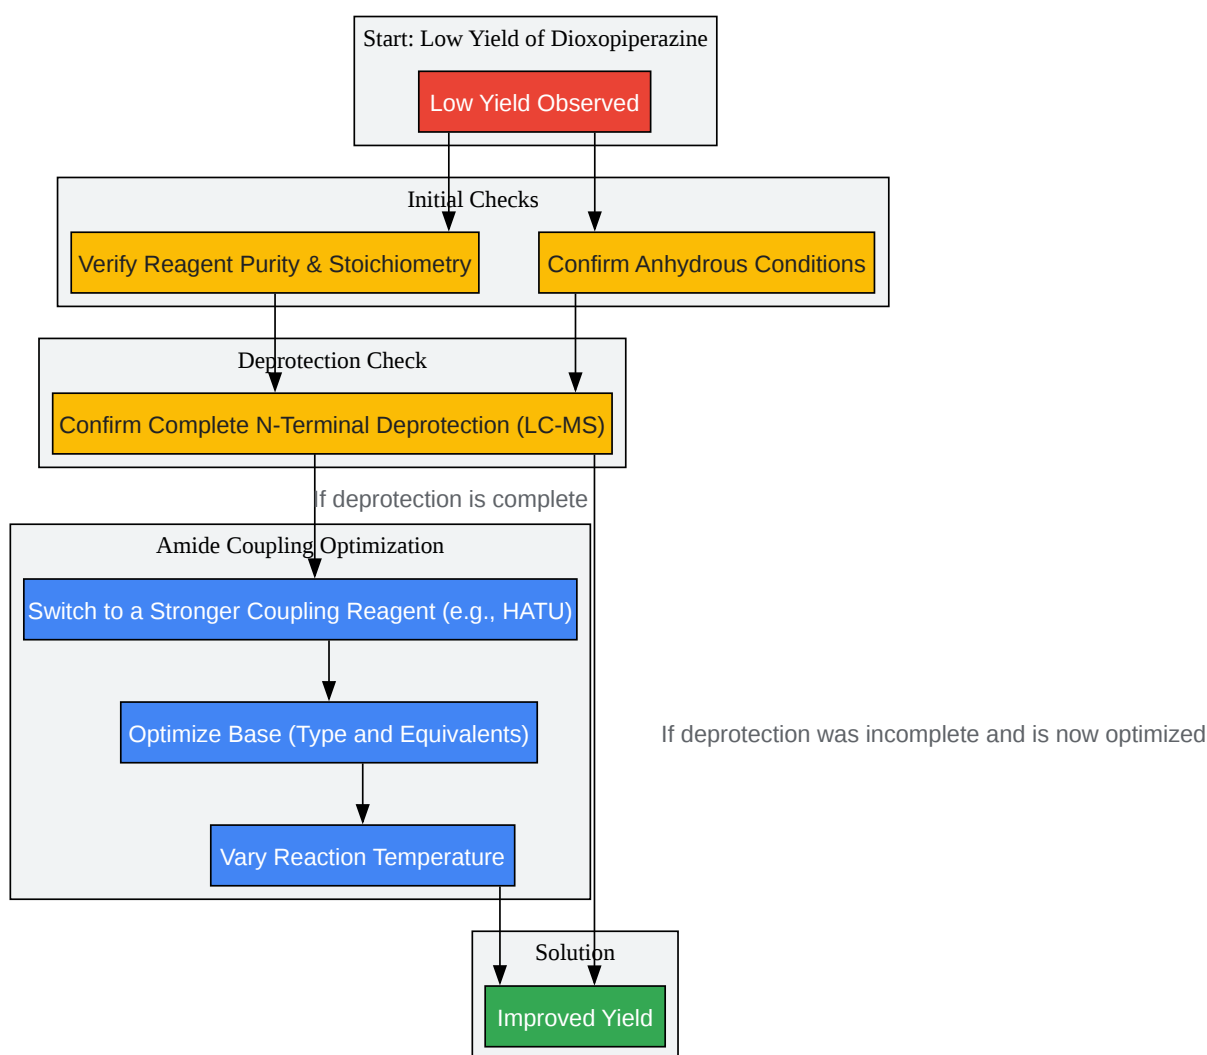 Start: Low Yield of Dioxopiperazine
Low Yield Observed
Initial Checks
Verify Reagent Purity & Stoichiometry
Confirm Anhydrous Conditions
Deprotection Check
Confirm Complete N-Terminal Deprotection (LC-MS)
If deprotection is complete
Amide Coupling Optimization
Switch to a Stronger Coupling Reagent (e.g., HATU)
Optimize Base (Type and Equivalents)
If deprotection was incomplete and is now optimized
Vary Reaction Temperature
Solution
Improved Yield